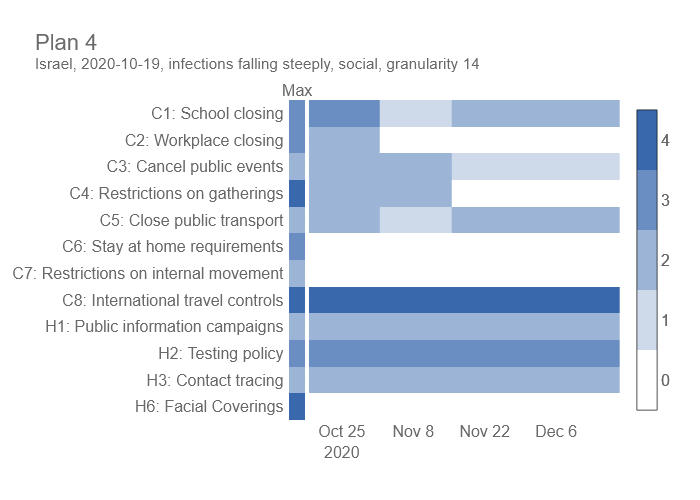 Plan 4
Israel, 2020-10-19, infections falling steeply, social, granularity 14
Max
C1: School closing
C2: Workplace closing
C3: Cancel public events
C4: Restrictions on gatherings
C5: Close public transport
C6: Stay at home requirements
C7: Restrictions on internal movement
C8: International travel controls
H1: Public information campaigns
H2: Testing policy
H3: Contact tracing
H6: Facial Coverings
Oct 25 Nov 8 Nov 22 Dec 6
2020
4
3
2
1
0